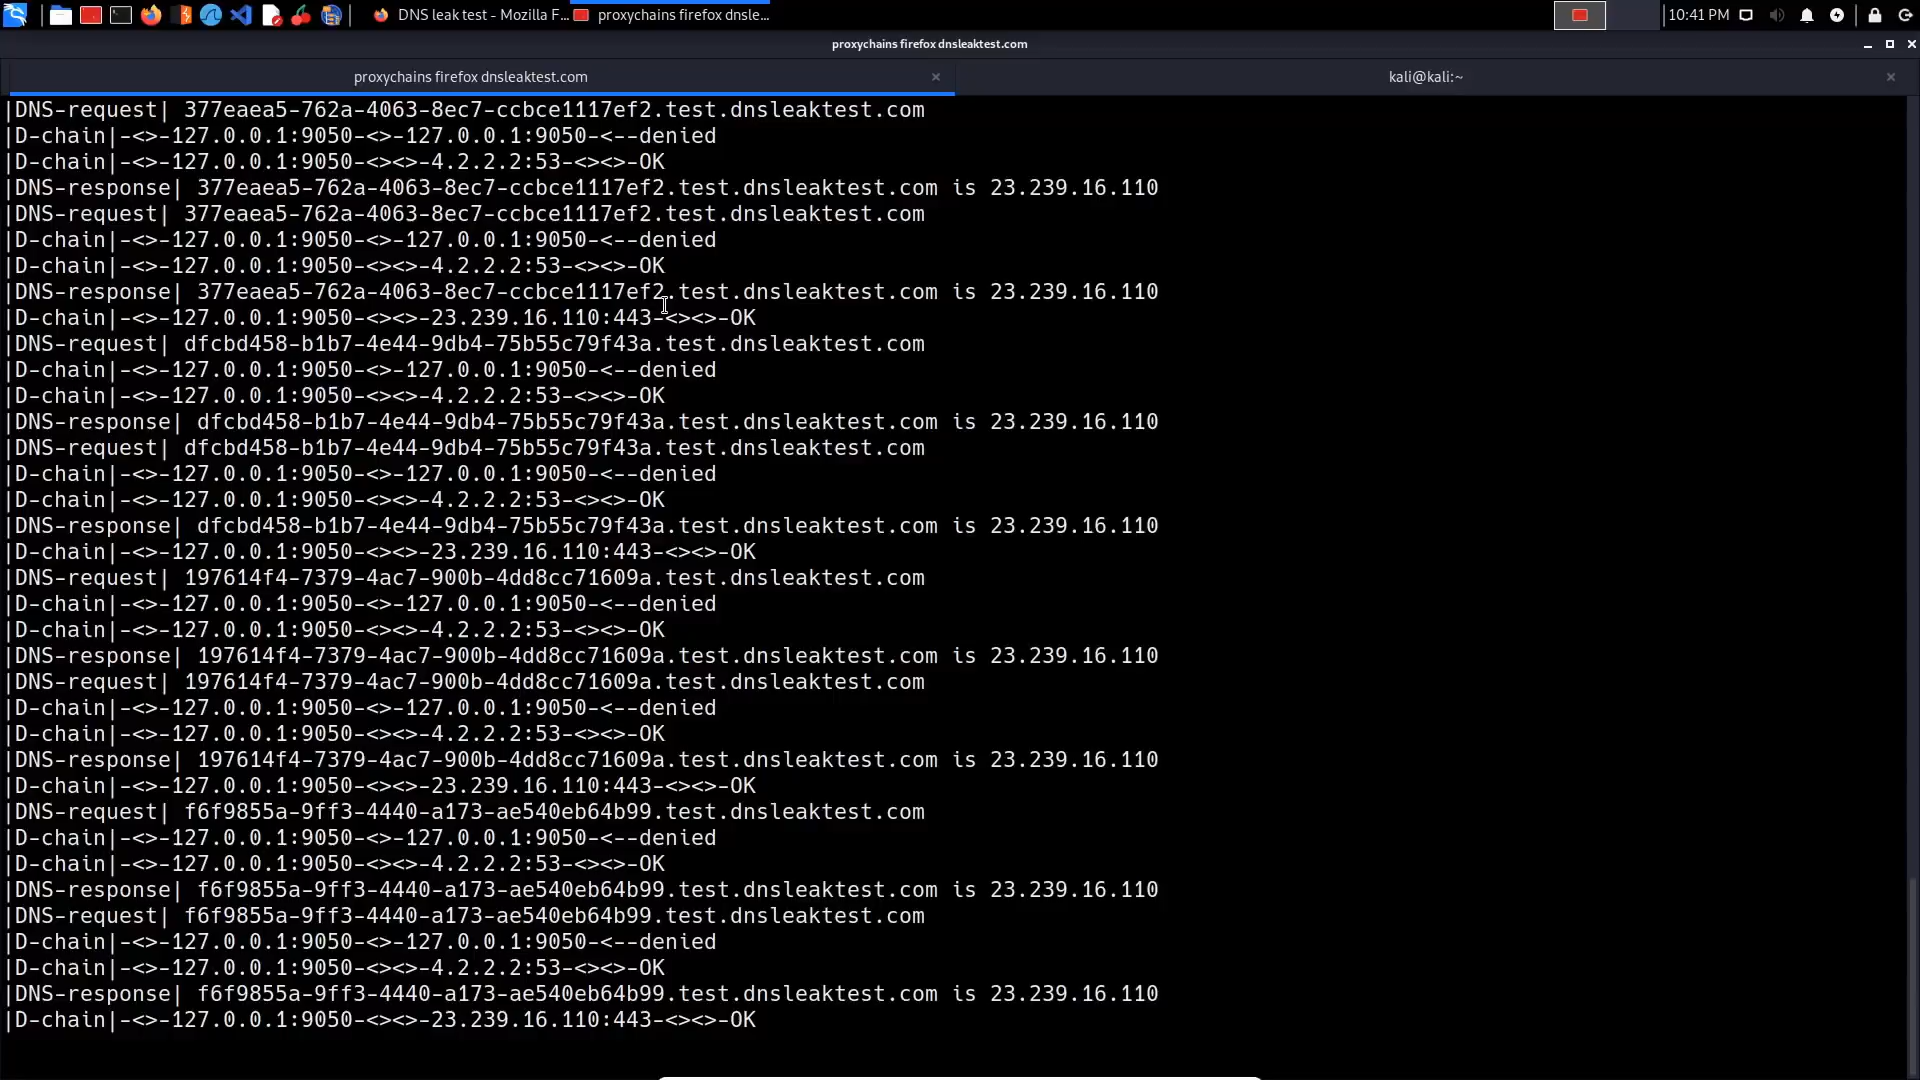 DNS leak test - Mozilla F...
proxychains firefox dnsle...
10:41 PM
proxychains firefox dnsleaktest.com
proxychains firefox dnsleaktest.com
kali@kali:~
|DNS-request| 377eaea5-762a-4063-8ec7-ccbce1117ef2.test.dnsleaktest.com
|D-chain|-<>-127.0.0.1:9050-<>-127.0.0.1:9050-<--denied
|D-chain|-<>-127.0.0.1:9050-<><>-4.2.2.2:53-<><>-OK
|DNS-response| 377eaea5-762a-4063-8ec7-ccbce1117ef2.test.dnsleaktest.com is 23.239.16.110
|DNS-request| 377eaea5-762a-4063-8ec7-ccbce1117ef2.test.dnsleaktest.com
|D-chain|-<>-127.0.0.1:9050-<>-127.0.0.1:9050-<--denied
|D-chain|-<>-127.0.0.1:9050-<><>-4.2.2.2:53-<><>-OK
|DNS-response| 377eaea5-762a-4063-8ec7-ccbce1117ef2.test.dnsleaktest.com is 23.239.16.110
|D-chain|-<>-127.0.0.1:9050-<><>-23.239.16.110:443-<><>-OK
|DNS-request| dfcbd458-b1b7-4e44-9db4-75b55c79f43a.test.dnsleaktest.com
|D-chain|-<>-127.0.0.1:9050-<>-127.0.0.1:9050-<--denied
|D-chain|-<>-127.0.0.1:9050-<><>-4.2.2.2:53-<><>-OK
|DNS-response| dfcbd458-b1b7-4e44-9db4-75b55c79f43a.test.dnsleaktest.com is 23.239.16.110
|DNS-request| dfcbd458-b1b7-4e44-9db4-75b55c79f43a.test.dnsleaktest.com
|D-chain|-<>-127.0.0.1:9050-<>-127.0.0.1:9050-<--denied
|D-chain|-<>-127.0.0.1:9050-<><>-4.2.2.2:53-<><>-OK
|DNS-response| dfcbd458-b1b7-4e44-9db4-75b55c79f43a.test.dnsleaktest.com is 23.239.16.110
|D-chain|-<>-127.0.0.1:9050-<><>-23.239.16.110:443-<><>-OK
|DNS-request| 197614f4-7379-4ac7-900b-4dd8cc71609a.test.dnsleaktest.com
|D-chain|-<>-127.0.0.1:9050-<>-127.0.0.1:9050-<--denied
|D-chain|-<>-127.0.0.1:9050-<><>-4.2.2.2:53-<><>-OK
|DNS-response| 197614f4-7379-4ac7-900b-4dd8cc71609a.test.dnsleaktest.com is 23.239.16.110
|DNS-request| 197614f4-7379-4ac7-900b-4dd8cc71609a.test.dnsleaktest.com
|D-chain|-<>-127.0.0.1:9050-<>-127.0.0.1:9050-<--denied
|D-chain|-<>-127.0.0.1:9050-<><>-4.2.2.2:53-<><>-OK
|DNS-response| 197614f4-7379-4ac7-900b-4dd8cc71609a.test.dnsleaktest.com is 23.239.16.110
|D-chain|-<>-127.0.0.1:9050-<><>-23.239.16.110:443-<><>-OK
|DNS-request| f6f9855a-9ff3-4440-a173-ae540eb64b99.test.dnsleaktest.com
|D-chain|-<>-127.0.0.1:9050-<>-127.0.0.1:9050-<--denied
|D-chain|-<>-127.0.0.1:9050-<><>-4.2.2.2:53-<><>-OK
|DNS-response| f6f9855a-9ff3-4440-a173-ae540eb64b99.test.dnsleaktest.com is 23.239.16.110
|DNS-request| f6f9855a-9ff3-4440-a173-ae540eb64b99.test.dnsleaktest.com
|D-chain|-<>-127.0.0.1:9050-<>-127.0.0.1:9050-<--denied
|D-chain|-<>-127.0.0.1:9050-<><>-4.2.2.2:53-<><>-OK
|DNS-response| f6f9855a-9ff3-4440-a173-ae540eb64b99.test.dnsleaktest.com is 23.239.16.110
|D-chain|-<>-127.0.0.1:9050-<><>-23.239.16.110:443-<><>-OK